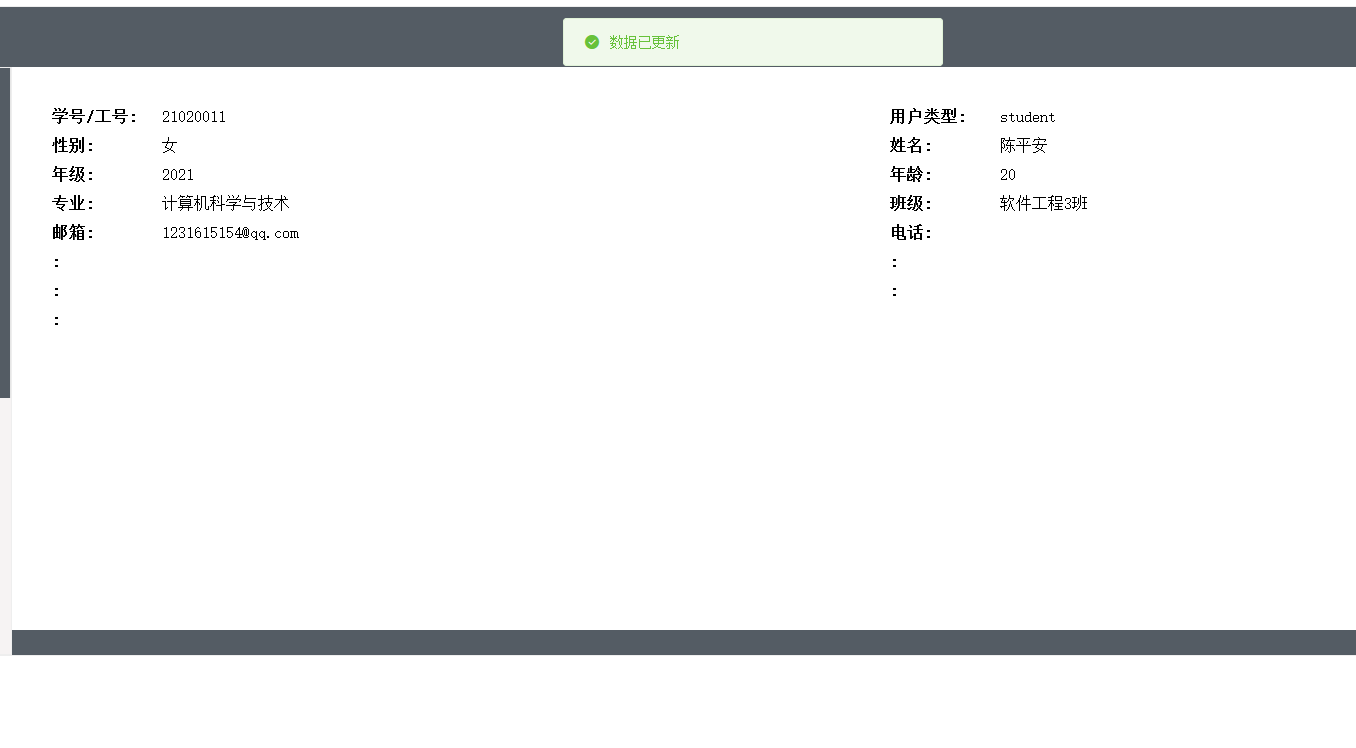 数据已更新
学号/工号: 21020011 用户类型: student
性别: 女 姓名: 陈平安
年级: 2021 年龄: 20
专业: 计算机科学与技术 班级: 软件工程3班
邮箱: 1231615154@qq.com 电话:
: :
: :
: